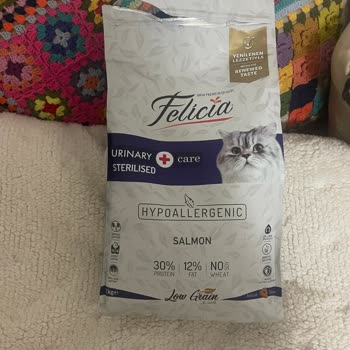 YENİLENEN
LEZZETİYLE
RENEWED
TASTE
Felicia
URINARY + care
STERILISED
HYPOALLERGENIC
SALMON
30% 12% NO
PROTEIN FAT WHEAT
Low Grain